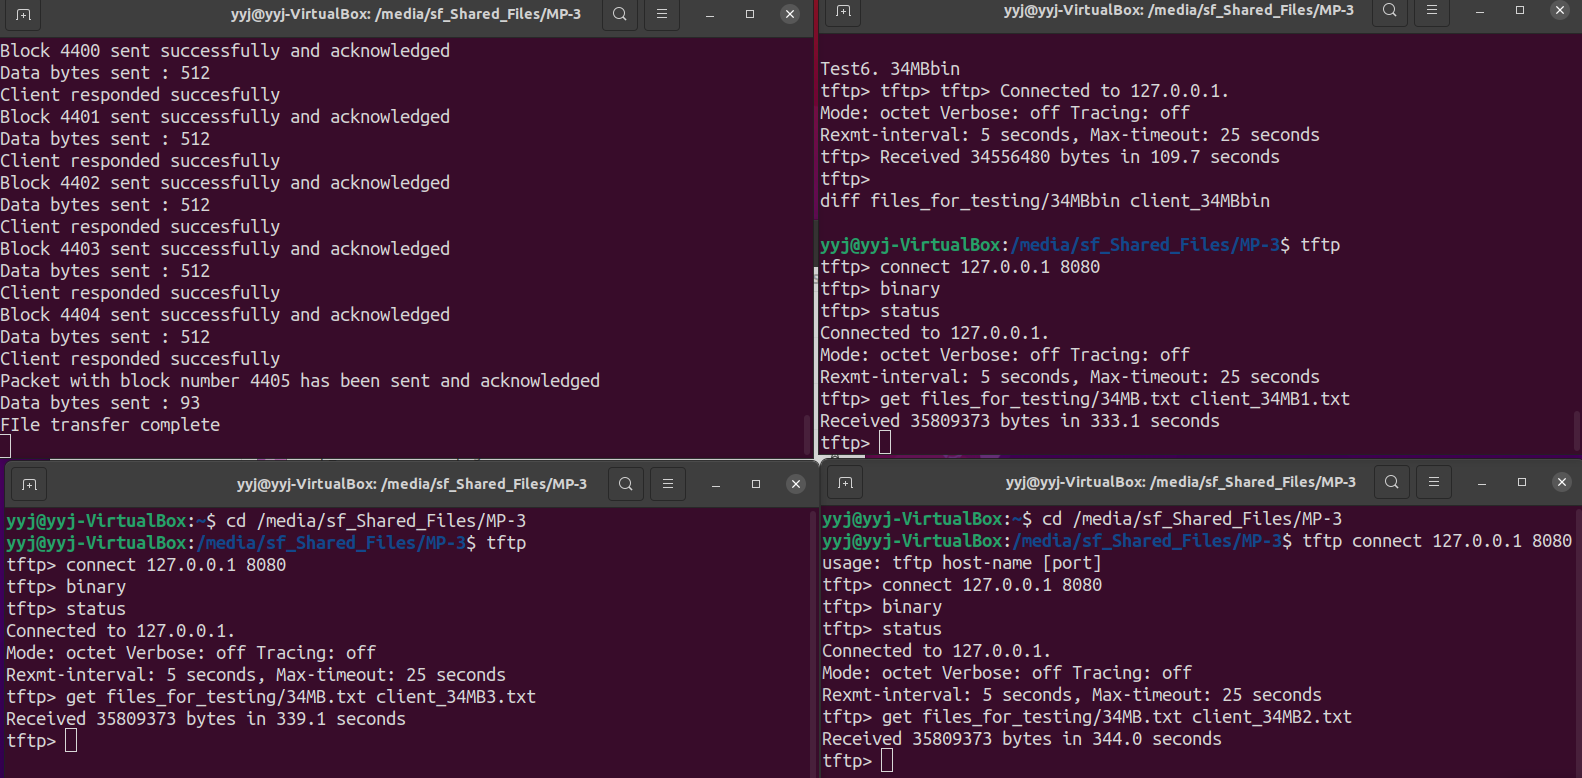 yyj@yyj-VirtualBox: /media/sf_Shared_Files/MP-3
Block 4400 sent successfully and acknowledged
Data bytes sent : 512
Client responded succesfully
Block 4401 sent successfully and acknowledged
Data bytes sent : 512
Client responded succesfully
Block 4402 sent successfully and acknowledged
Data bytes sent : 512
Client responded succesfully
Block 4403 sent successfully and acknowledged
Data bytes sent : 512
Client responded succesfully
Block 4404 sent successfully and acknowledged
Data bytes sent : 512
Client responded succesfully
Packet with block number 4405 has been sent and acknowledged
Data bytes sent : 93
FIle transfer complete
yyj@yyj-VirtualBox: /media/sf_Shared_Files/MP-3
Test6. 34MBbin
tftp> tftp> tftp> Connected to 127.0.0.1.
Mode: octet Verbose: off Tracing: off
Rexmt-interval: 5 seconds, Max-timeout: 25 seconds
tftp> Received 34556480 bytes in 109.7 seconds
tftp>
diff files_for_testing/34MBbin client_34MBbin
yyj@yyj-VirtualBox:/media/sf_Shared_Files/MP-3$ tftp
tftp> connect 127.0.0.1 8080
tftp> binary
tftp> status
Connected to 127.0.0.1.
Mode: octet Verbose: off Tracing: off
Rexmt-interval: 5 seconds, Max-timeout: 25 seconds
tftp> get files_for_testing/34MB.txt client_34MB1.txt
Received 35809373 bytes in 333.1 seconds
tftp>
yyj@yyj-VirtualBox: /media/sf_Shared_Files/MP-3
yyj@yyj-VirtualBox:~$ cd /media/sf_Shared_Files/MP-3
yyj@yyj-VirtualBox:/media/sf_Shared_Files/MP-3$ tftp
tftp> connect 127.0.0.1 8080
tftp> binary
tftp> status
Connected to 127.0.0.1.
Mode: octet Verbose: off Tracing: off
Rexmt-interval: 5 seconds, Max-timeout: 25 seconds
tftp> get files_for_testing/34MB.txt client_34MB3.txt
Received 35809373 bytes in 339.1 seconds
tftp>
yyj@yyj-VirtualBox: /media/sf_Shared_Files/MP-3
yyj@yyj-VirtualBox:~$ cd /media/sf_Shared_Files/MP-3
yyj@yyj-VirtualBox:/media/sf_Shared_Files/MP-3$ tftp connect 127.0.0.1 8080
usage: tftp host-name [port]
tftp> connect 127.0.0.1 8080
tftp> binary
tftp> status
Connected to 127.0.0.1.
Mode: octet Verbose: off Tracing: off
Rexmt-interval: 5 seconds, Max-timeout: 25 seconds
tftp> get files_for_testing/34MB.txt client_34MB2.txt
Received 35809373 bytes in 344.0 seconds
tftp>